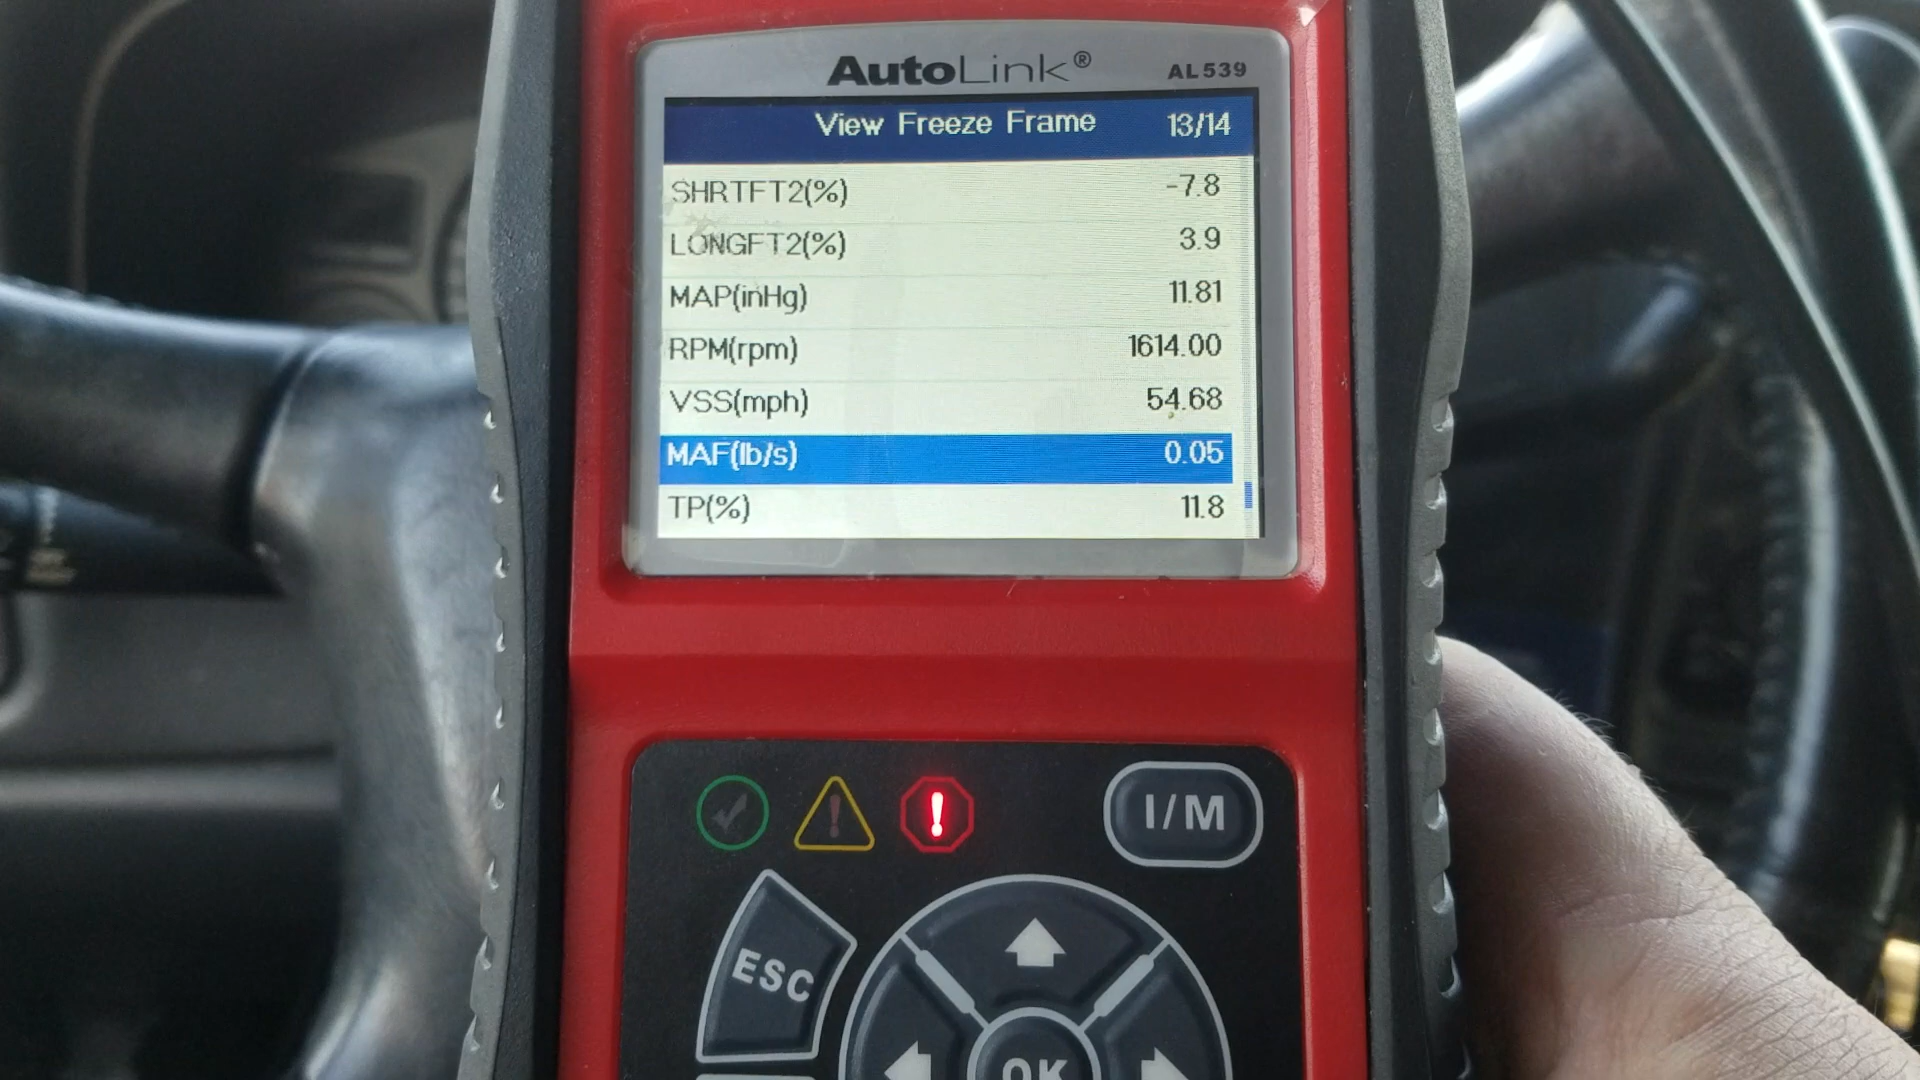 AutoLink® AL539
View Freeze Frame 13/14
SHRTFT2(%) -7.8
LONGFT2(%) 3.9
MAP(inHg) 11.81
RPM(rpm) 1614.00
VSS(mph) 54.68
MAF(lb/s) 0.05
TP(%) 11.8
I/M
ESC
OK